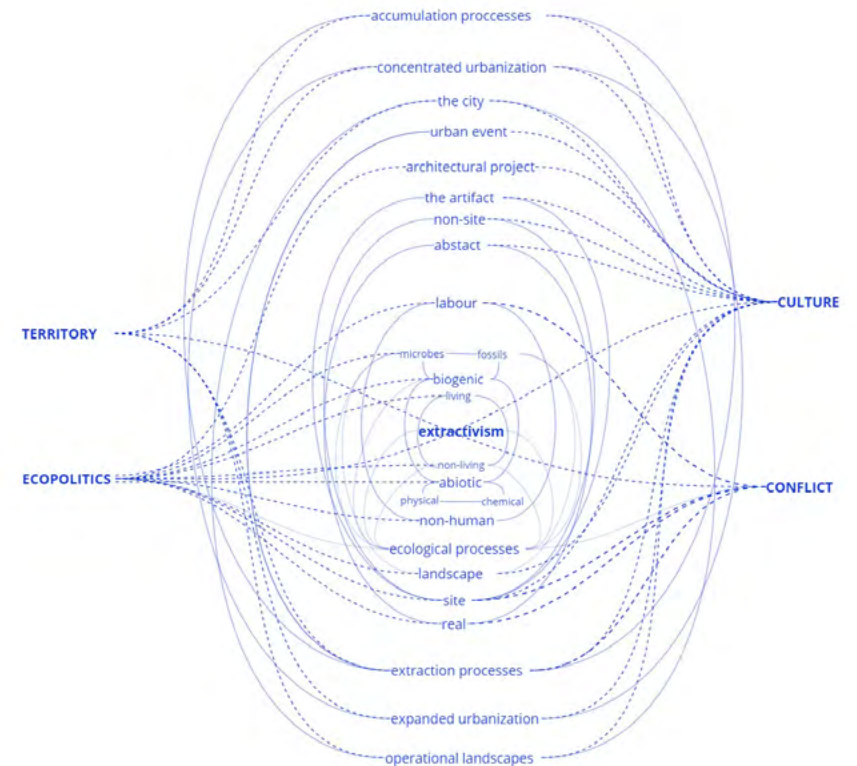 accumulation proccesses
concentrated urbanization
the city
urban event
architectural project
the artifact
non-site
abstact
labour
CULTURE
TERRITORY
microbes
fossils
biogenic
living
extractivism
non-living
ECOPOLITICS
abiotic
CONFLICT
physical
chemical
non-human
ecological processes
landscape
site
real
extraction processes
expanded urbanization
operational landscapes